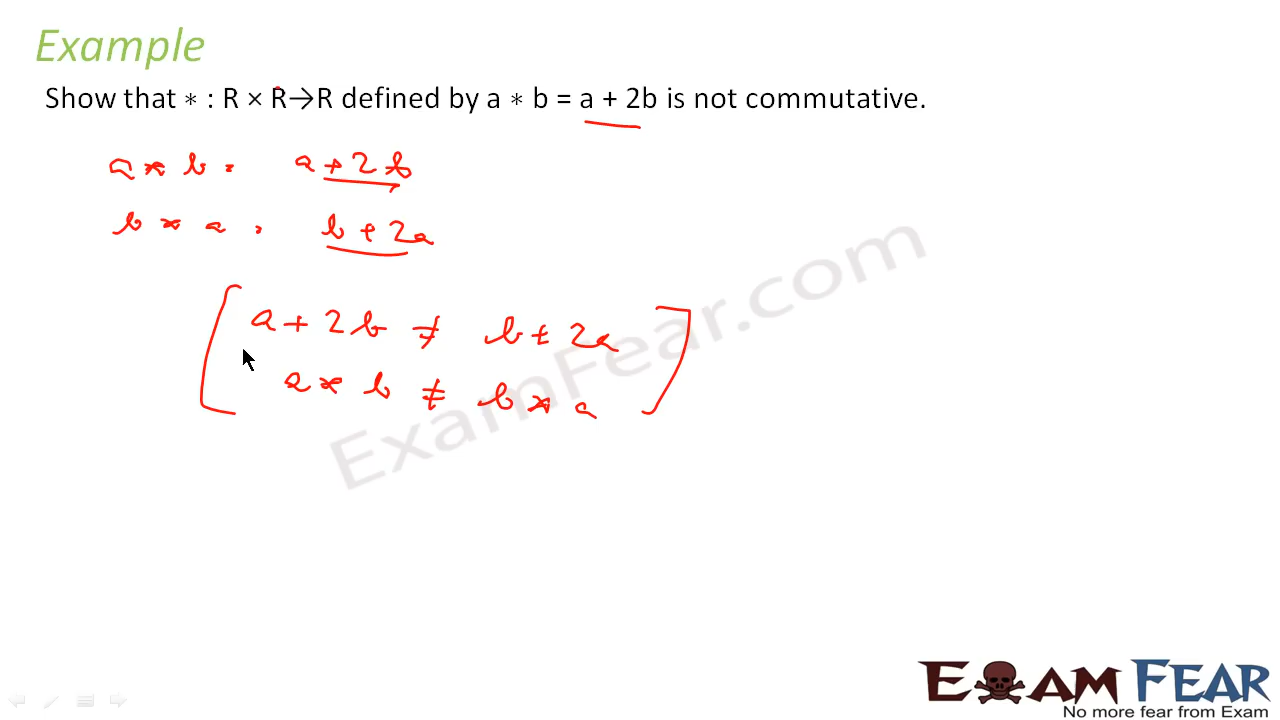 Example
Show that ∗ : R × R→R defined by a ∗ b = a + 2b is not commutative.
a * b = a + 2b
b * a = b + 2a
a + 2b ≠ b + 2a
a * b ≠ b * a
ExamFear.com
EXAM FEAR
No more fear from Exam